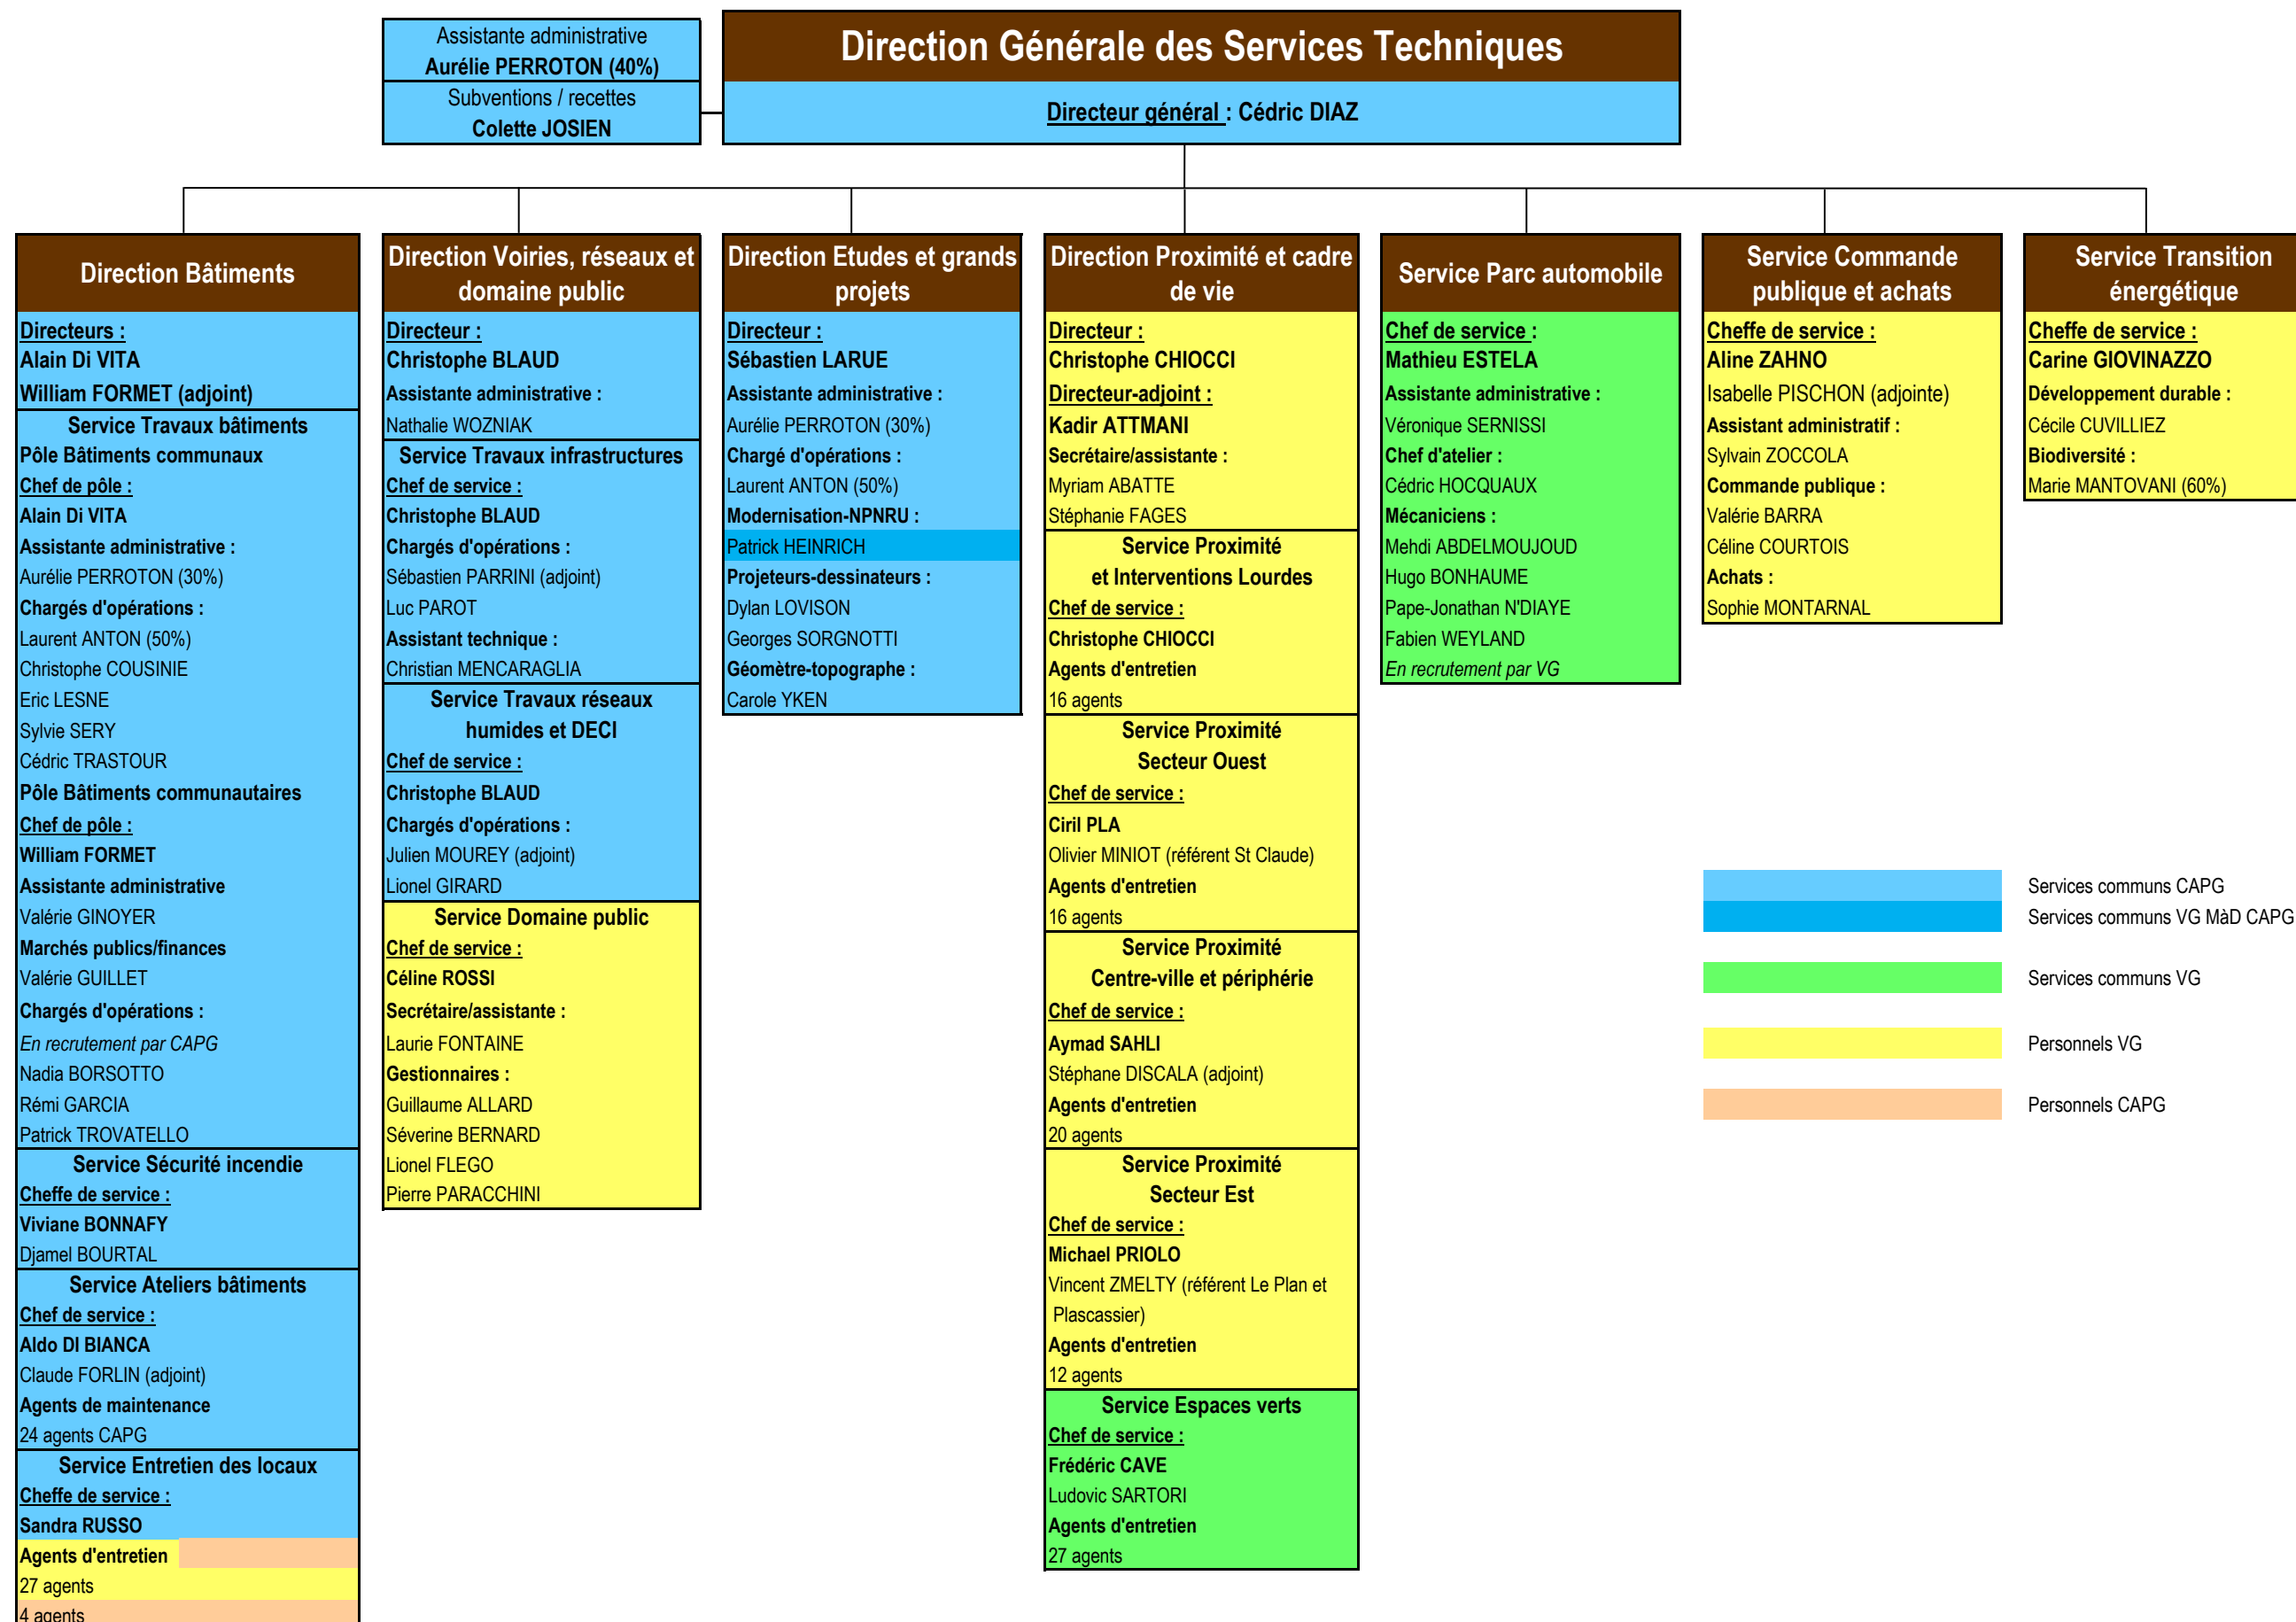 Assistante administrative
Aurélie PERROTON (40%)
Subventions / recettes
Colette JOSIEN
Direction Générale des Services Techniques
Directeur général : Cédric DIAZ
Direction Bâtiments
Directeurs :
Alain Di VITA
William FORMET (adjoint)
Service Travaux bâtiments
Pôle Bâtiments communaux
Chef de pôle :
Alain Di VITA
Assistante administrative :
Aurélie PERROTON (30%)
Chargés d'opérations :
Laurent ANTON (50%)
Christophe COUSINIE
Eric LESNE
Sylvie SERY
Cédric TRASTOUR
Pôle Bâtiments communautaires
Chef de pôle :
William FORMET
Assistante administrative
Valérie GINOYER
Marchés publics/finances
Valérie GUILLET
Chargés d'opérations :
En recrutement par CAPG
Nadia BORSOTTO
Rémi GARCIA
Patrick TROVATELLO
Service Sécurité incendie
Cheffe de service :
Viviane BONNAFY
Djamel BOURTAL
Service Ateliers bâtiments
Chef de service :
Aldo DI BIANCA
Claude FORLIN (adjoint)
Agents de maintenance
24 agents CAPG
Service Entretien des locaux
Cheffe de service :
Sandra RUSSO
Agents d'entretien
27 agents
4 agents
Direction Voiries, réseaux et
domaine public
Directeur :
Christophe BLAUD
Assistante administrative :
Nathalie WOZNIAK
Service Travaux infrastructures
Chef de service :
Christophe BLAUD
Chargés d'opérations :
Sébastien PARRINI (adjoint)
Luc PAROT
Assistant technique :
Christian MENCARAGLIA
Service Travaux réseaux
humides et DECI
Chef de service :
Christophe BLAUD
Chargés d'opérations :
Julien MOUREY (adjoint)
Lionel GIRARD
Service Domaine public
Chef de service :
Céline ROSSI
Secrétaire/assistante :
Laurie FONTAINE
Gestionnaires :
Guillaume ALLARD
Séverine BERNARD
Lionel FLEGO
Pierre PARACCHINI
Direction Etudes et grands
projets
Directeur :
Sébastien LARUE
Assistante administrative :
Aurélie PERROTON (30%)
Chargé d'opérations :
Laurent ANTON (50%)
Modernisation-NPNRU :
Patrick HEINRICH
Projeteurs-dessinateurs :
Dylan LOVISON
Georges SORGNOTTI
Géomètre-topographe :
Carole YKEN
Direction Proximité et cadre
de vie
Directeur :
Christophe CHIOCCI
Directeur-adjoint :
Kadir ATTMANI
Secrétaire/assistante :
Myriam ABATTE
Stéphanie FAGES
Service Proximité
et Interventions Lourdes
Chef de service :
Christophe CHIOCCI
Agents d'entretien
16 agents
Service Proximité
Secteur Ouest
Chef de service :
Ciril PLA
Olivier MINIOT (référent St Claude)
Agents d'entretien
16 agents
Service Proximité
Centre-ville et périphérie
Chef de service :
Aymad SAHLI
Stéphane DISCALA (adjoint)
Agents d'entretien
20 agents
Service Proximité
Secteur Est
Chef de service :
Michael PRIOLO
Vincent ZMELTY (référent Le Plan et
Plascassier)
Agents d'entretien
12 agents
Service Espaces verts
Chef de service :
Frédéric CAVE
Ludovic SARTORI
Agents d'entretien
27 agents
Service Parc automobile
Chef de service :
Mathieu ESTELA
Assistante administrative :
Véronique SERNISSI
Chef d'atelier :
Cédric HOCQUAUX
Mécaniciens :
Mehdi ABDELMOUJOUD
Hugo BONHAUME
Pape-Jonathan N'DIAYE
Fabien WEYLAND
En recrutement par VG
Service Commande
publique et achats
Cheffe de service :
Aline ZAHNO
Isabelle PISCHON (adjointe)
Assistant administratif :
Sylvain ZOCCOLA
Commande publique :
Valérie BARRA
Céline COURTOIS
Achats :
Sophie MONTARNAL
Service Transition
énergétique
Cheffe de service :
Carine GIOVINAZZO
Développement durable :
Cécile CUVILLIEZ
Biodiversité :
Marie MANTOVANI (60%)
Services communs CAPG
Services communs VG MàD CAPG
Services communs VG
Personnels VG
Personnels CAPG